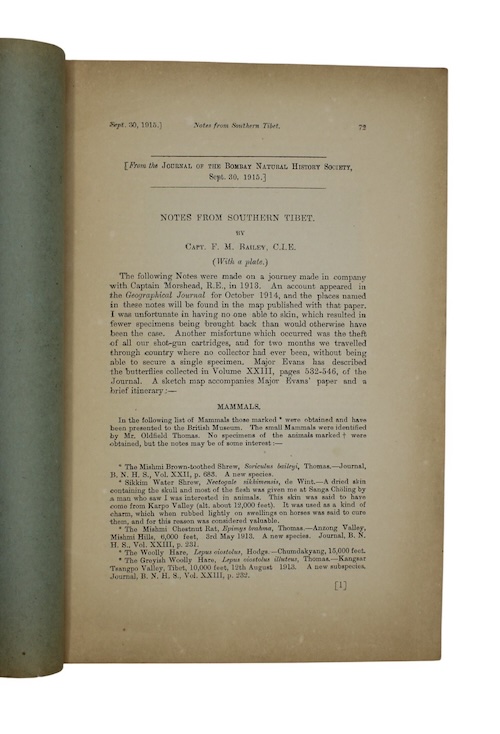 Sept. 30, 1915.] Notes from Southern Tibet. 72
[From the JOURNAL OF THE BOMBAY NATURAL HISTORY SOCIETY,
Sept. 30, 1915.]
NOTES FROM SOUTHERN TIBET.
BY
CAPT. F. M. BAILEY, C.I.E.
(With a plate.)
The following Notes were made on a journey made in company
with Captain Morshead, R.E., in 1913. An account appeared in
the Geographical Journal for October 1914, and the places named
in these notes will be found in the map published with that paper.
I was unfortunate in having no one able to skin, which resulted in
fewer specimens being brought back than would otherwise have
been the case. Another misfortune which occurred was the theft
of all our shot-gun cartridges, and for two months we travelled
through country where no collector had ever been, without being
able to secure a single specimen. Major Evans has described
the butterflies collected in Volume XXIII, pages 532-546, of the
Journal. A sketch map accompanies Major Evans' paper and a
brief itinerary:—
MAMMALS.
In the following list of Mammals those marked * were obtained and have
been presented to the British Museum. The small Mammals were identified
by Mr. Oldfield Thomas. No specimens of the animals marked † were
obtained, but the notes may be of some interest:—
* The Mishmi Brown-toothed Shrew, Soriculus baileyi, Thomas.—Journal,
B. N. H. S., Vol. XXII, p. 683. A new species.
* Sikkim Water Shrew, Nectogale sikhimensis, de Wint.—A dried skin
containing the skull and most of the flesh was given me at Sanga Chöling by
a man who saw I was interested in animals. This skin was said to have
come from Karpo Valley (alt. about 12,000 feet). It was used as a kind of
charm, which when rubbed lightly on swellings on horses was said to cure
them, and for this reason was considered valuable.
* The Mishmi Chestnut Rat, Epimys brahma, Thomas.—Anzong Valley,
Mishmi Hills, 6,000 feet, 3rd May 1913. A new species. Journal, B. N.
H. S., Vol. XXIII, p. 231.
* The Woolly Hare, Lepus oiostolus, Hodgs.—Chumdakyang, 15,000 feet.
* The Greyish Woolly Hare, Lepus oiostolus illuteus, Thomas.—Kangsar
Tsangpo Valley, Tibet, 10,000 feet, 12th August 1913. A new subspecies.
Journal, B. N. H. S., Vol. XXIII, p. 232.
[1]